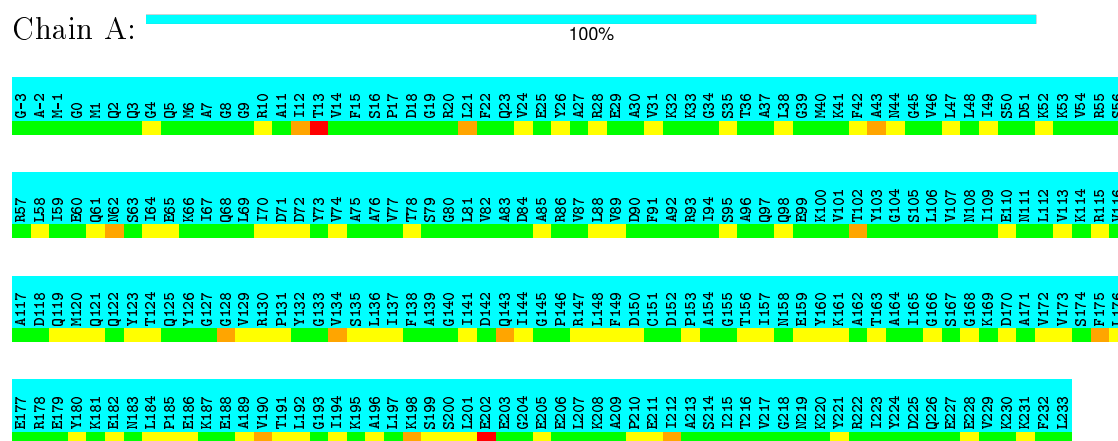 Chain A:
100%
G-3 A-2 M-1 G0 M1 Q2 Q3 G4 Q5 M6 A7 G8 G9 R10 A11 I12 T13 V14 F15 S16 P17 D18 G19 R20 L21 F22 Q23 V24 E25 Y26 A27 R28 E29 A30 V31 K32 K33 G34 S35 T36 A37 L38 G39 M40 K41 F42 A43 N44 G45 V46 L47 L48 I49 S50 D51 K52 K53 V54 R55 S56
R57 L58 I59 E60 Q61 N62 S63 I64 E65 K66 I67 Q68 L69 I70 D71 D72 Y73 V74 A75 A76 V77 T78 S79 G80 L81 V82 A83 D84 A85 R86 V87 L88 V89 D90 F91 A92 R93 I94 S95 A96 Q97 Q98 E99 K100 V101 T102 Y103 G104 S105 L106 V107 N108 I109 E110 N111 L112 V113 K114 R115 V116
A117 D118 Q119 M120 Q121 Q122 Y123 T124 Q125 Y126 G127 G128 V129 R130 P131 Y132 G133 V134 S135 L136 I137 F138 A139 G140 I141 D142 Q143 I144 G145 P146 R147 L148 F149 D150 C151 D152 P153 A154 G155 T156 I157 N158 E159 Y160 K161 A162 T163 A164 I165 G166 S167 G168 K169 D170 A171 V172 V173 S174 F175
E177 R178 E179 Y180 K181 E182 N183 L184 P185 E186 K187 E188 A189 V190 T191 L192 G193 I194 K195 A196 L197 K198 S199 S200 L201 E202 E203 G204 E205 E206 L207 K208 A209 P210 E211 I212 A213 S214 I215 T216 V217 G218 N219 K220 Y221 R222 I223 Y224 D225 Q226 E227 E228 V229 K230 K231 F232 L233